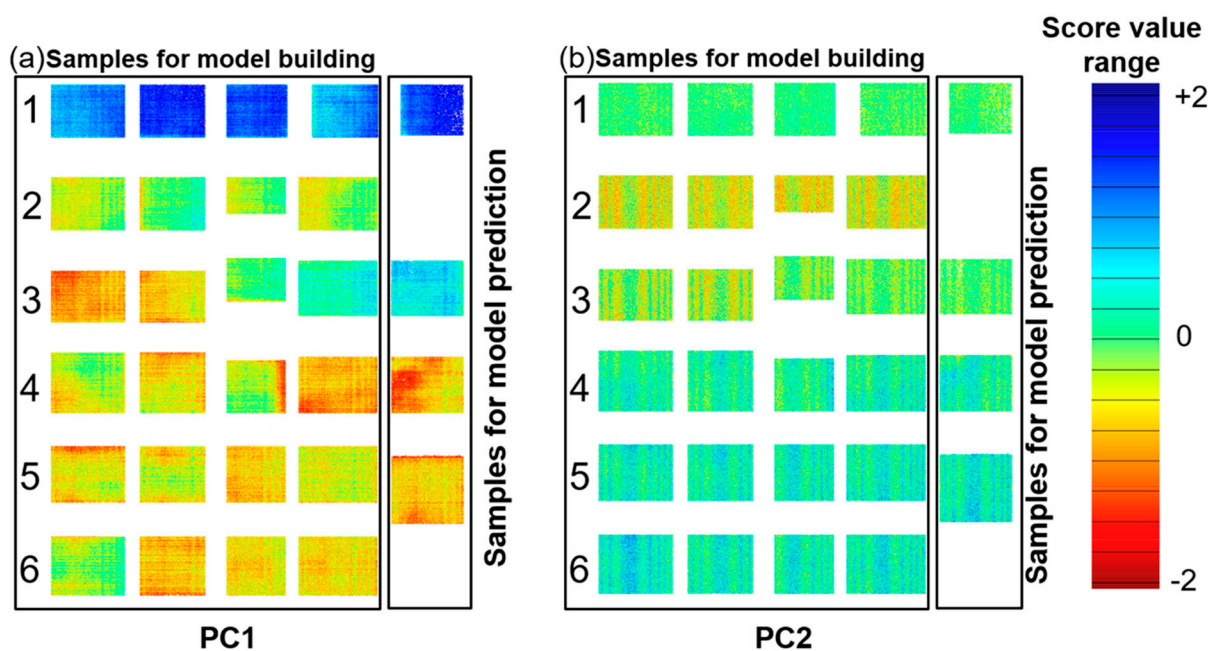 (a) Samples for model building
1
2
3
4
5
6
Samples for model prediction
PC1
(b) Samples for model building
1
2
3
4
5
6
Samples for model prediction
PC2
Score value
range
+2
0
-2